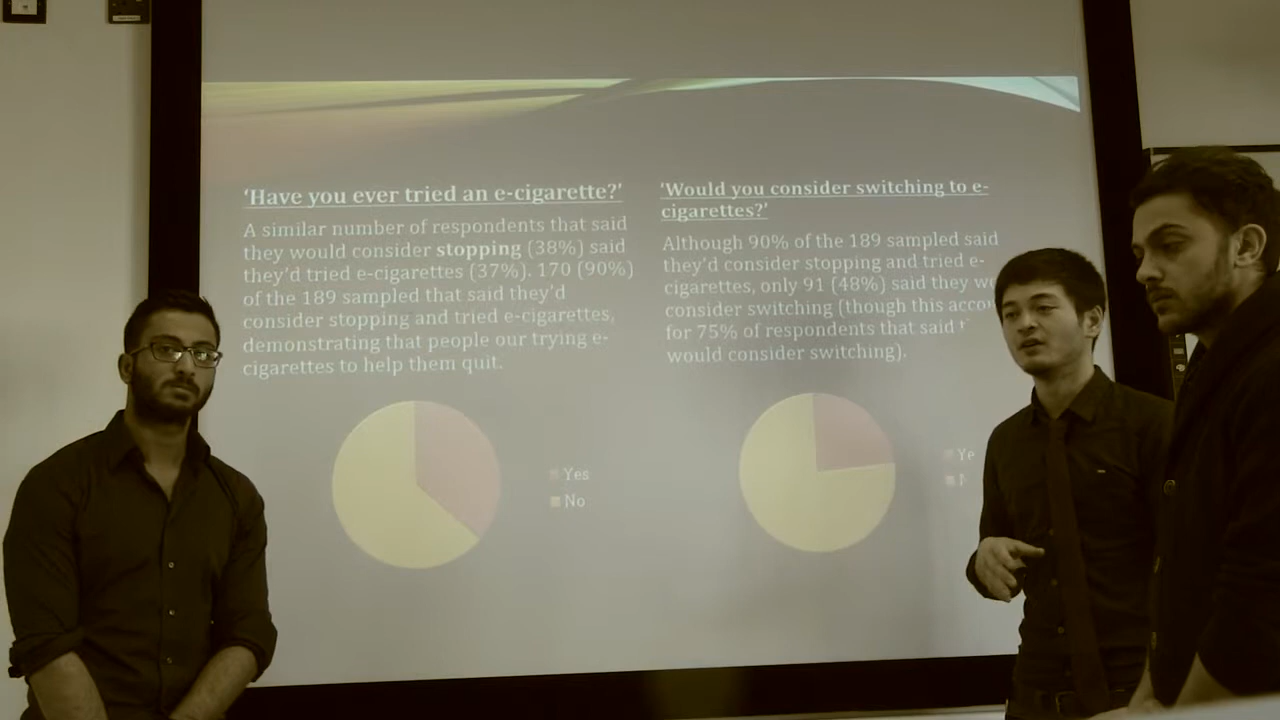 ‘Have you ever tried an e-cigarette?’
A similar number of respondents that said
they would consider stopping (38%) said
they’d tried e-cigarettes (37%). 170 (90%)
of the 189 sampled that said they’d
consider stopping and tried e-cigarettes,
demonstrating that people our trying e-
cigarettes to help them quit.
Yes
No
‘Would you consider switching to e-
cigarettes?’
Although 90% of the 189 sampled said
they’d consider stopping and tried e-
cigarettes, only 91 (48%) said they
consider switching (though this
for 75% of respondents that said
would consider switching).
Ye